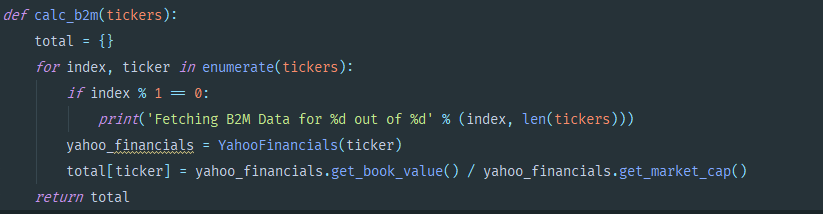 def calc_b2m(tickers):
    total = {}
    for index, ticker in enumerate(tickers):
        if index % 1 == 0:
            print('Fetching B2M Data for %d out of %d' % (index, len(tickers)))
        yahoo_financials = YahooFinancials(ticker)
        total[ticker] = yahoo_financials.get_book_value() / yahoo_financials.get_market_cap()
    return total